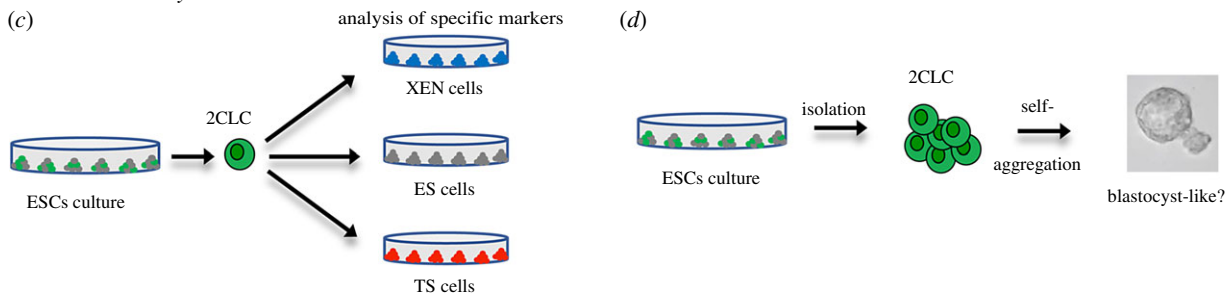 (c)
analysis of specific markers
XEN cells
2CLC
ESCs culture
ES cells
TS cells
(d)
2CLC
isolation
self-
aggregation
ESCs culture
blastocyst-like?